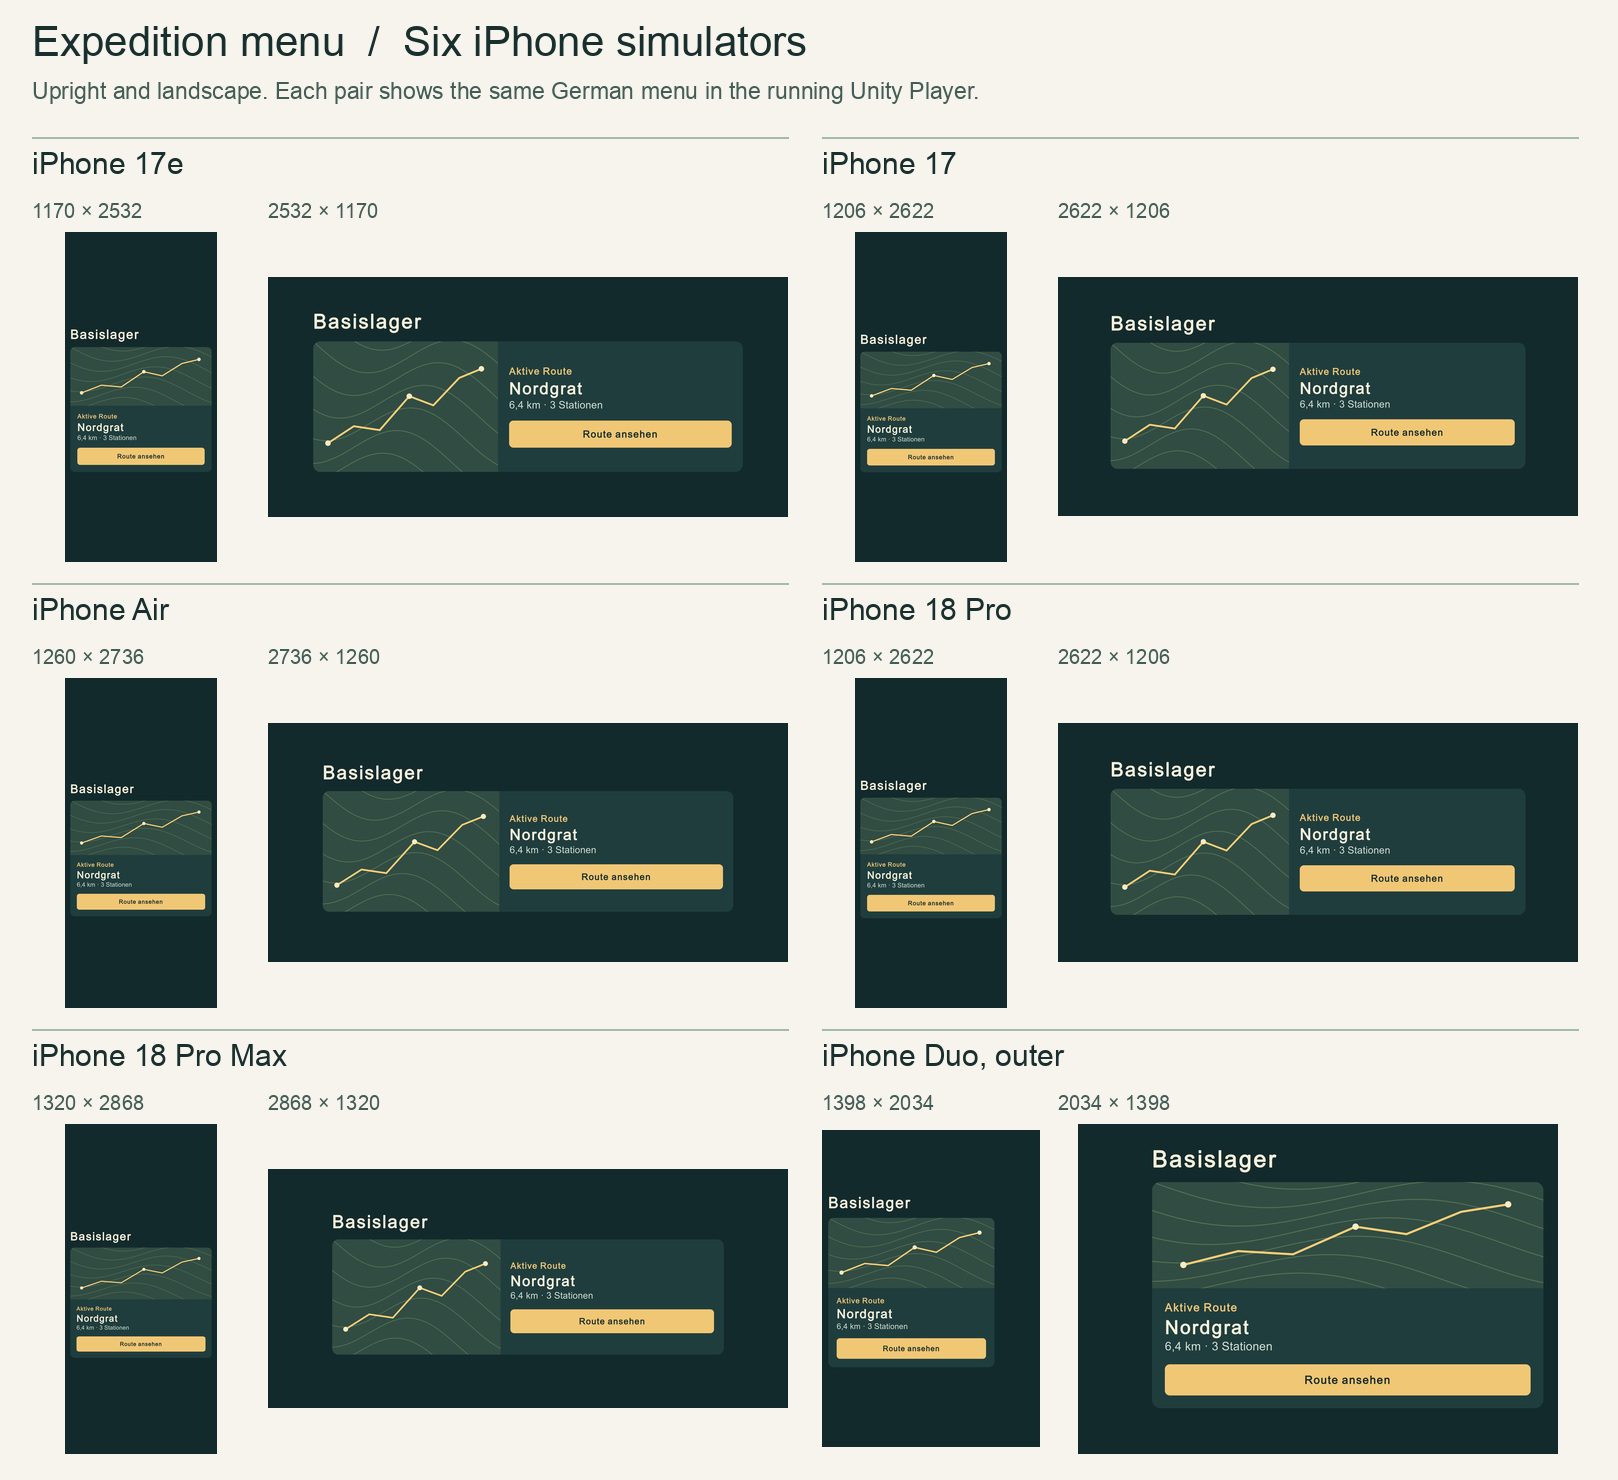 Expedition menu / Six iPhone simulators
Upright and landscape. Each pair shows the same German menu in the running Unity Player.
iPhone 17e
1170 × 2532
2532 × 1170
Basislager
Aktive Route
Nordgrat
6,4 km · 3 Stationen
Route ansehen
Basislager
Aktive Route
Nordgrat
6,4 km · 3 Stationen
Route ansehen
iPhone 17
1206 × 2622
2622 × 1206
Basislager
Aktive Route
Nordgrat
6,4 km · 3 Stationen
Route ansehen
Basislager
Aktive Route
Nordgrat
6,4 km · 3 Stationen
Route ansehen
iPhone Air
1260 × 2736
2736 × 1260
Basislager
Aktive Route
Nordgrat
6,4 km · 3 Stationen
Route ansehen
Basislager
Aktive Route
Nordgrat
6,4 km · 3 Stationen
Route ansehen
iPhone 18 Pro
1206 × 2622
2622 × 1206
Basislager
Aktive Route
Nordgrat
6,4 km · 3 Stationen
Route ansehen
Basislager
Aktive Route
Nordgrat
6,4 km · 3 Stationen
Route ansehen
iPhone 18 Pro Max
1320 × 2868
2868 × 1320
Basislager
Aktive Route
Nordgrat
6,4 km · 3 Stationen
Route ansehen
Basislager
Aktive Route
Nordgrat
6,4 km · 3 Stationen
Route ansehen
iPhone Duo, outer
1398 × 2034
2034 × 1398
Basislager
Aktive Route
Nordgrat
6,4 km · 3 Stationen
Route ansehen
Basislager
Aktive Route
Nordgrat
6,4 km · 3 Stationen
Route ansehen